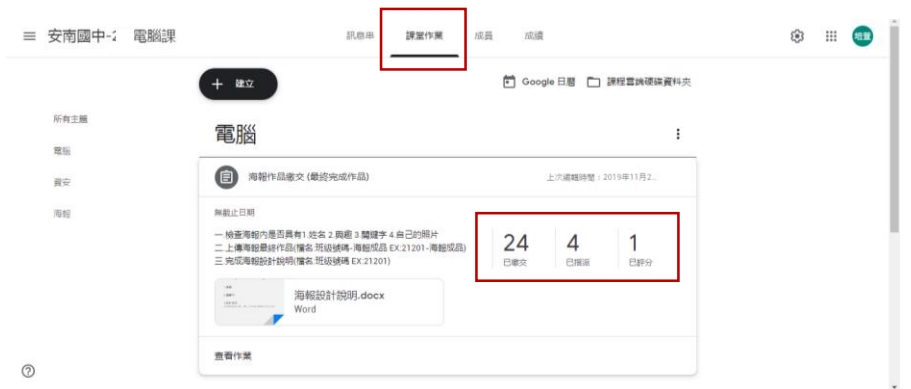 安南國中-2 電腦課
訊息串 課堂作業 成員 成績
培萱
+ 建立
Google 日曆 課程雲端硬碟資料夾
所有主題
電腦
資安
海報
電腦
海報作品繳交 (最終完成作品)
上次編輯時間：2019年11月2...
無截止日期
一.檢查海報內是否具有1.姓名 2.興趣 3.關鍵字 4.自己的照片
二.上傳海報最終作品(檔名:班級號碼-海報成品 EX:21201-海報成品)
三.完成海報設計說明(檔名:班級號碼 EX:21201)
24 4 1
已繳交 已指派 已評分
海報設計說明.docx
Word
查看作業